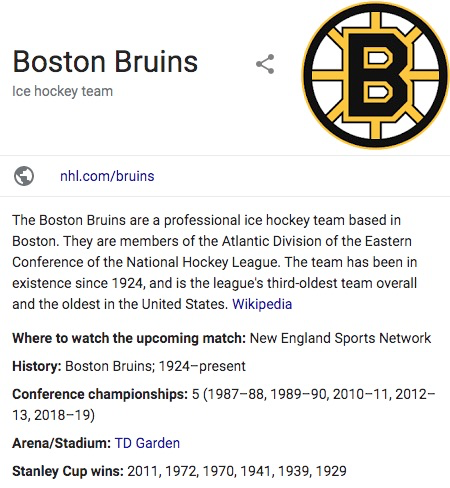 Boston Bruins
Ice hockey team
B
nhl.com/bruins
The Boston Bruins are a professional ice hockey team based in
Boston. They are members of the Atlantic Division of the Eastern
Conference of the National Hockey League. The team has been in
existence since 1924, and is the league's third-oldest team overall
and the oldest in the United States. Wikipedia
Where to watch the upcoming match: New England Sports Network
History: Boston Bruins; 1924–present
Conference championships: 5 (1987–88, 1989–90, 2010–11, 2012–
13, 2018–19)
Arena/Stadium: TD Garden
Stanley Cup wins: 2011, 1972, 1970, 1941, 1939, 1929